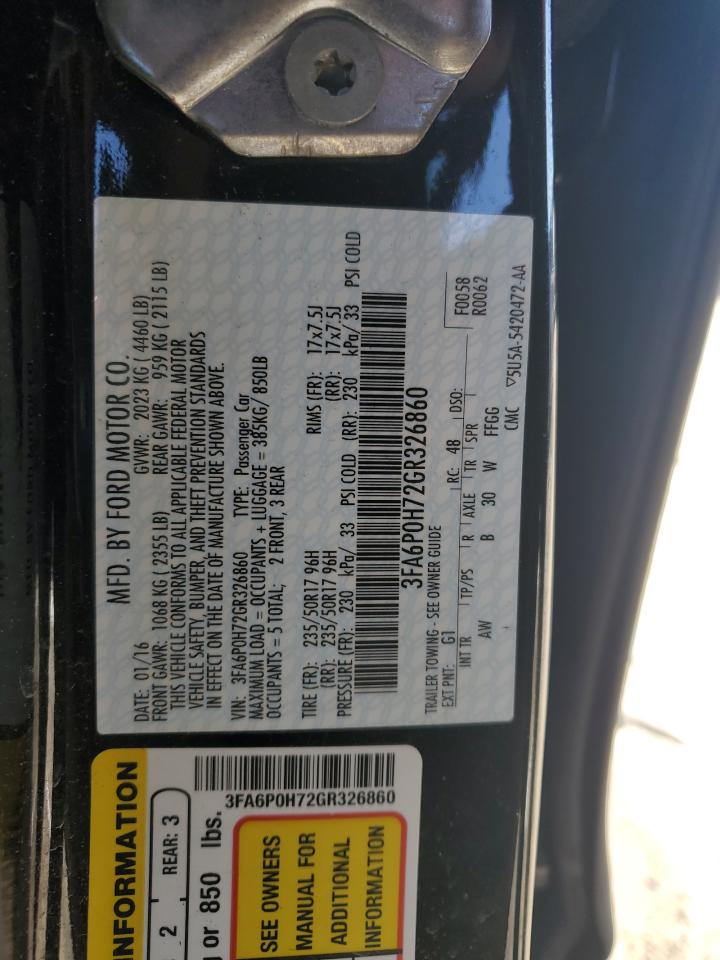 MFD. BY FORD MOTOR CO.
DATE: 01/16 GVWR: 2023 KG ( 4460 LB)
FRONT GAWR: 1068 KG ( 2355 LB) REAR GAWR: 959 KG ( 2115 LB)
THIS VEHICLE CONFORMS TO ALL APPLICABLE FEDERAL MOTOR
VEHICLE SAFETY, BUMPER, AND THEFT PREVENTION STANDARDS
IN EFFECT ON THE DATE OF MANUFACTURE SHOWN ABOVE.
VIN: 3FA6P0H72GR326860 TYPE: Passenger Car
MAXIMUM LOAD = OCCUPANTS + LUGGAGE = 385KG/ 850LB
OCCUPANTS = 5 TOTAL; 2 FRONT, 3 REAR
TIRE (FR): 235/50R17 96H RIMS (FR): 17x7.5J
(RR): 235/50R17 96H (RR): 17x7.5J
PRESSURE (FR): 230 kPa/ 33 PSI COLD (RR): 230 kPa/ 33 PSI COLD
3FA6P0H72GR326860
TRAILER TOWING - SEE OWNER GUIDE
EXT PNT: G1 RC: 48 DSO: F0058
R0062
INT TR TP/PS R AXLE TR SPR
AW B 30 W FFGG
CMC ▽5U5A-5420472-AA
INFORMATION
2 REAR: 3
or 850 lbs.
3FA6P0H72GR326860
SEE OWNERS
MANUAL FOR
ADDITIONAL
INFORMATION